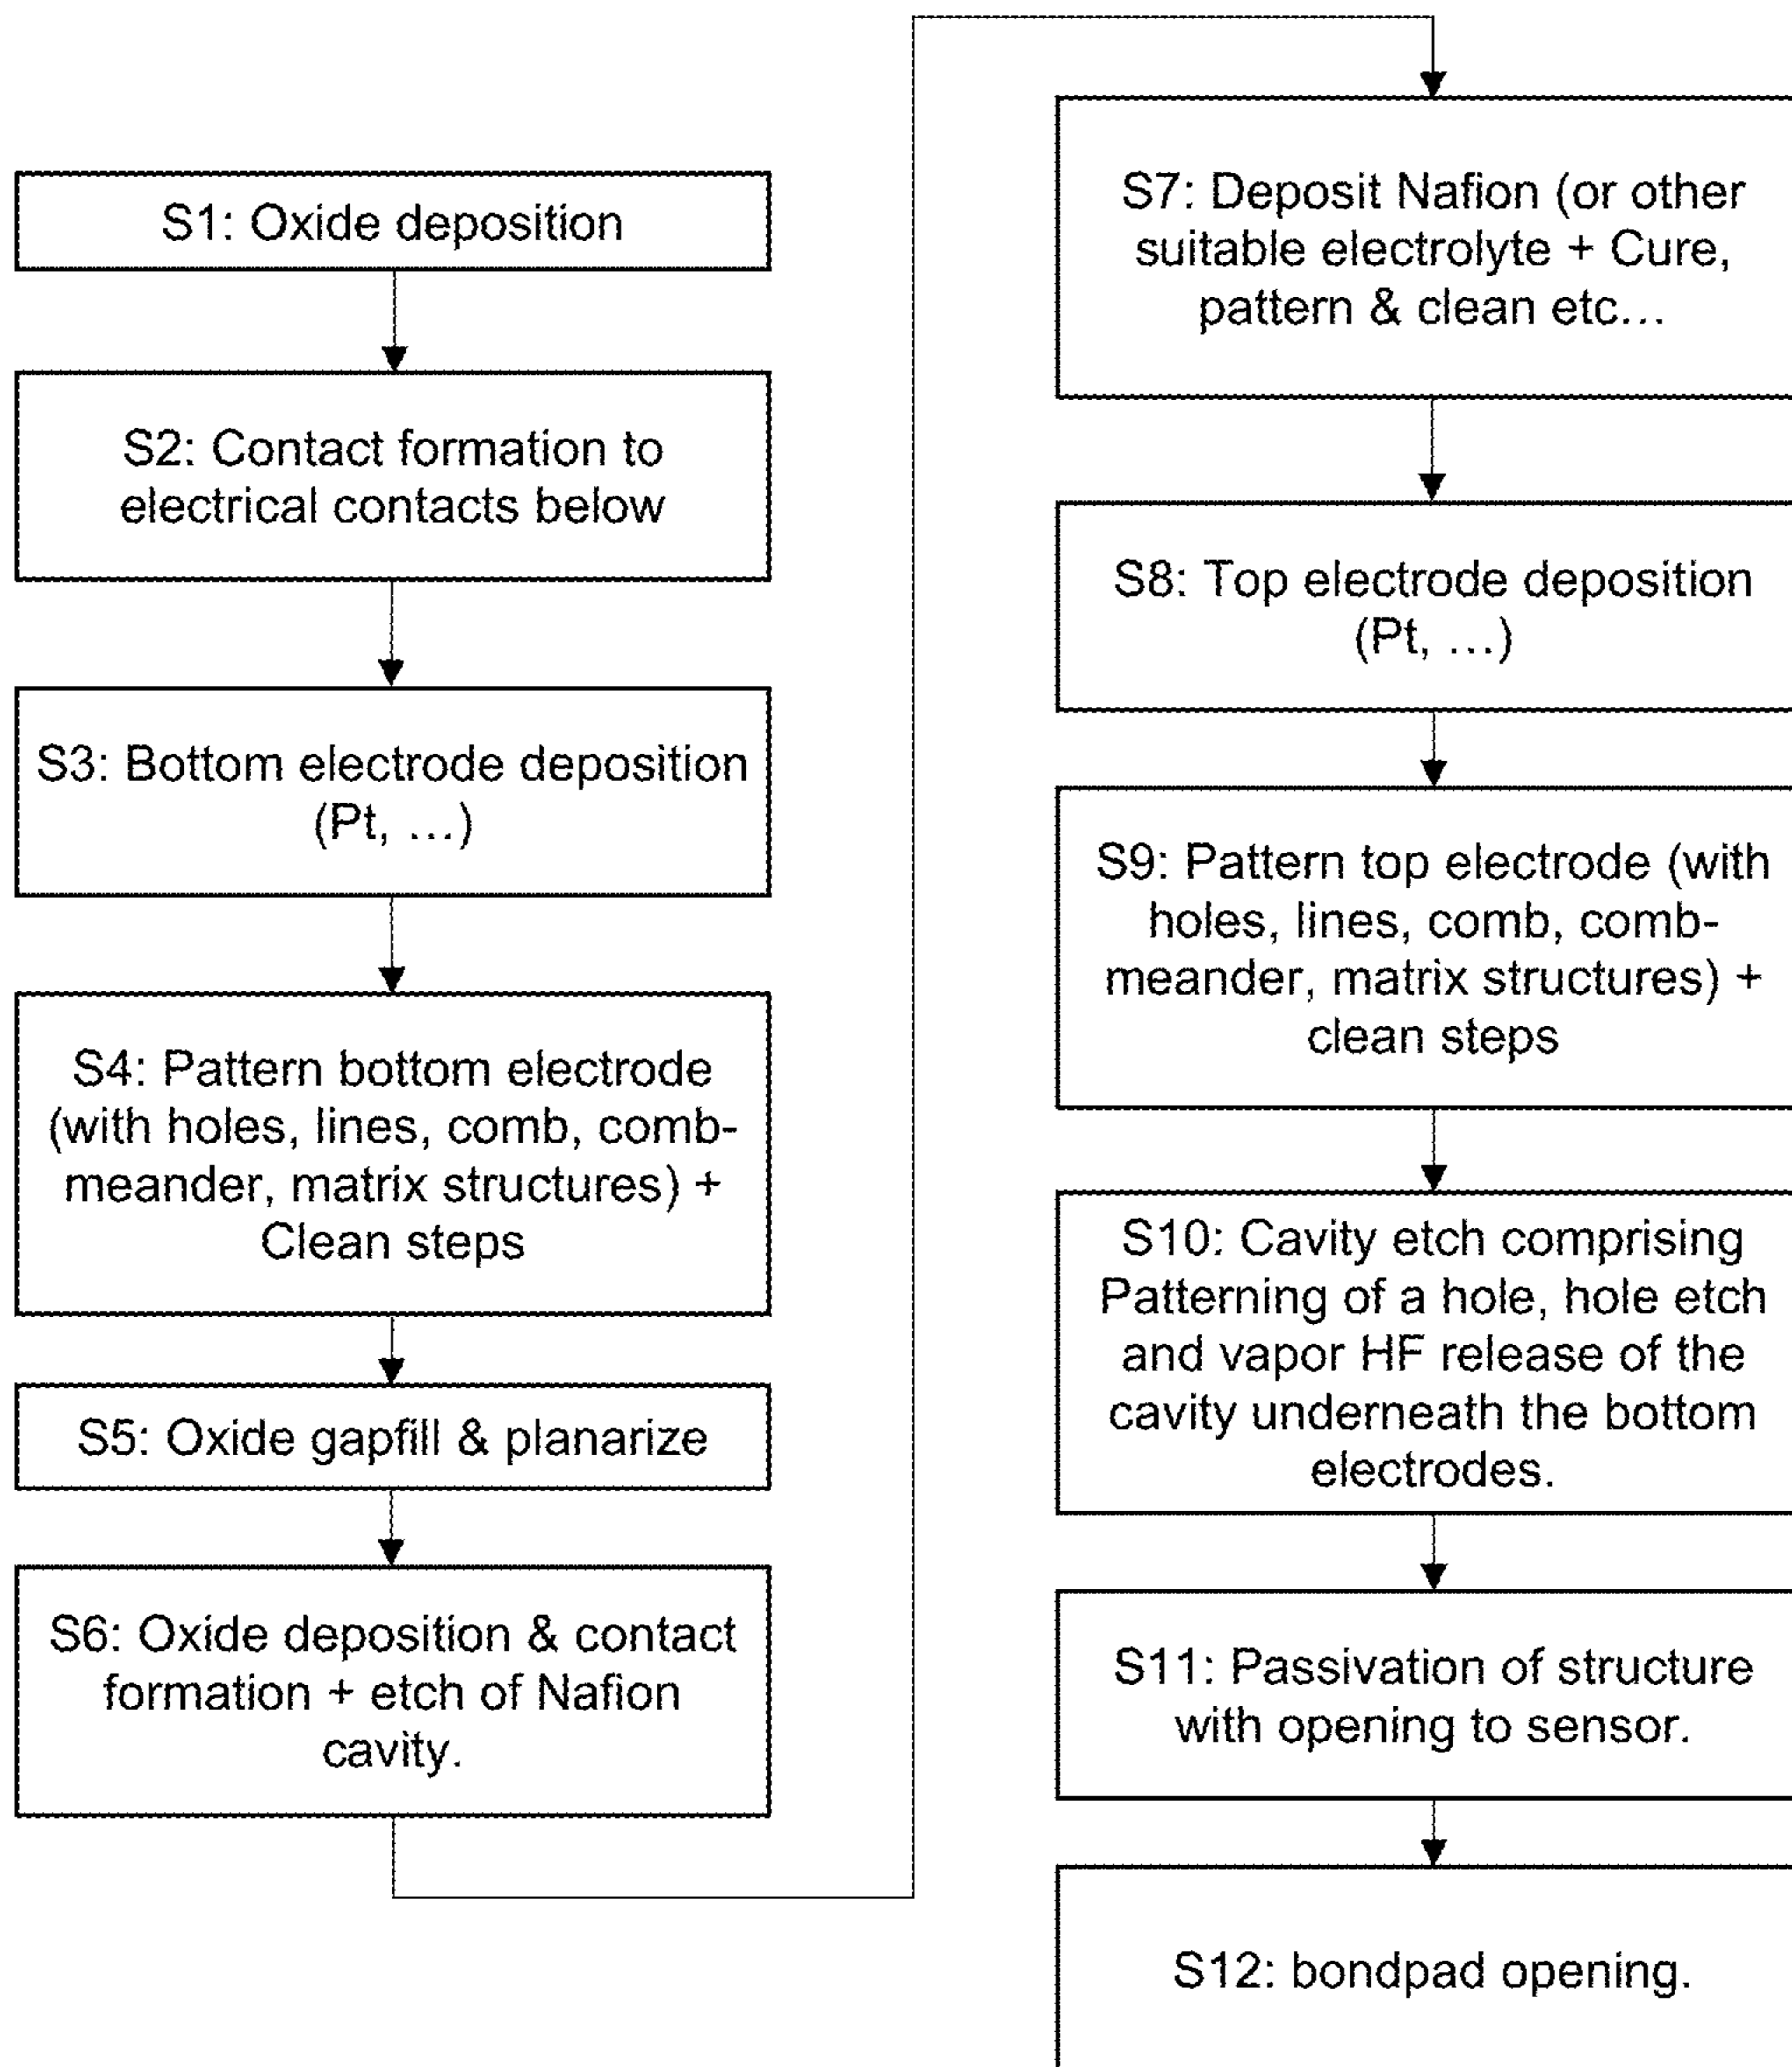 S1: Oxide deposition
S2: Contact formation to
electrical contacts below
S3: Bottom electrode deposition
(Pt, …)
S4: Pattern bottom electrode
(with holes, lines, comb, comb-
meander, matrix structures) +
Clean steps
S5: Oxide gapfill & planarize
S6: Oxide deposition & contact
formation + etch of Nafion
cavity.
S7: Deposit Nafion (or other
suitable electrolyte + Cure,
pattern & clean etc…
S8: Top electrode deposition
(Pt, …)
S9: Pattern top electrode (with
holes, lines, comb, comb-
meander, matrix structures) +
clean steps
S10: Cavity etch comprising
Patterning of a hole, hole etch
and vapor HF release of the
cavity underneath the bottom
electrodes.
S11: Passivation of structure
with opening to sensor.
S12: bondpad opening.